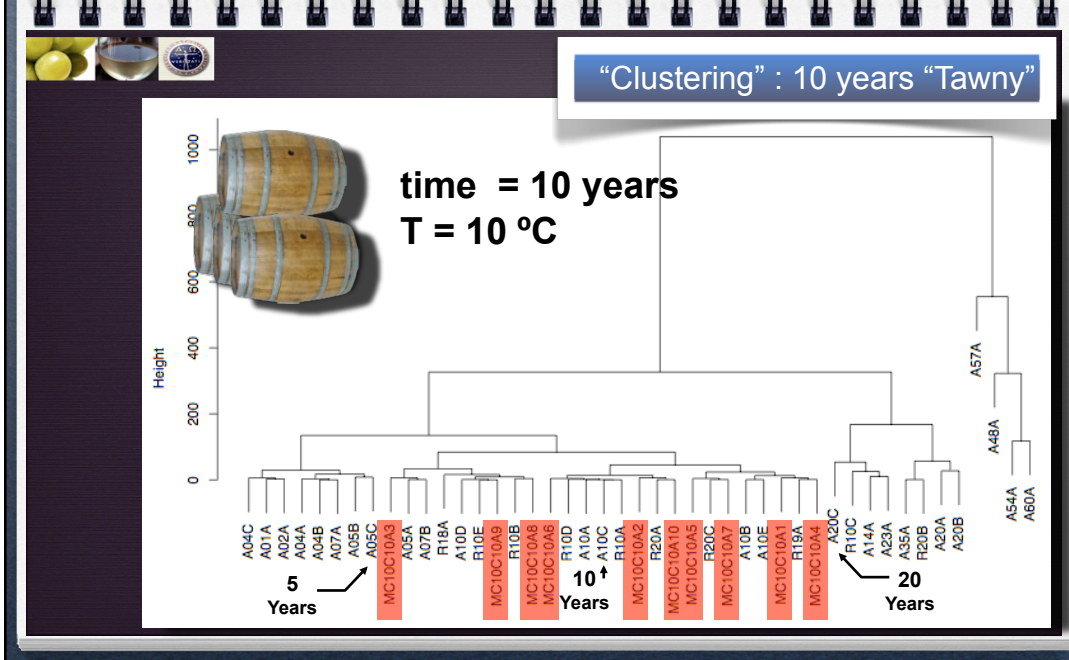 “Clustering” : 10 years “Tawny”
time = 10 years
T = 10 ºC
Height
1000
800
600
400
200
0
A57A
A48A
A54A
A60A
A04C
A01A
A02A
A04A
A04B
A07A
A05B
A05C
MC10C10A3
A05A
A07B
R18A
A10D
R10E
MC10C10A9
R10B
MC10C10A8
MC10C10A6
R10D
A10A
A10C
R10A
MC10C10A2
R20A
MC10C10A10
MC10C10A5
R20C
MC10C10A7
A10B
A10E
MC10C10A1
R19A
MC10C10A4
A20C
R10C
A14A
A23A
A35A
R20B
A20A
A20B
5
Years
10
Years
20
Years